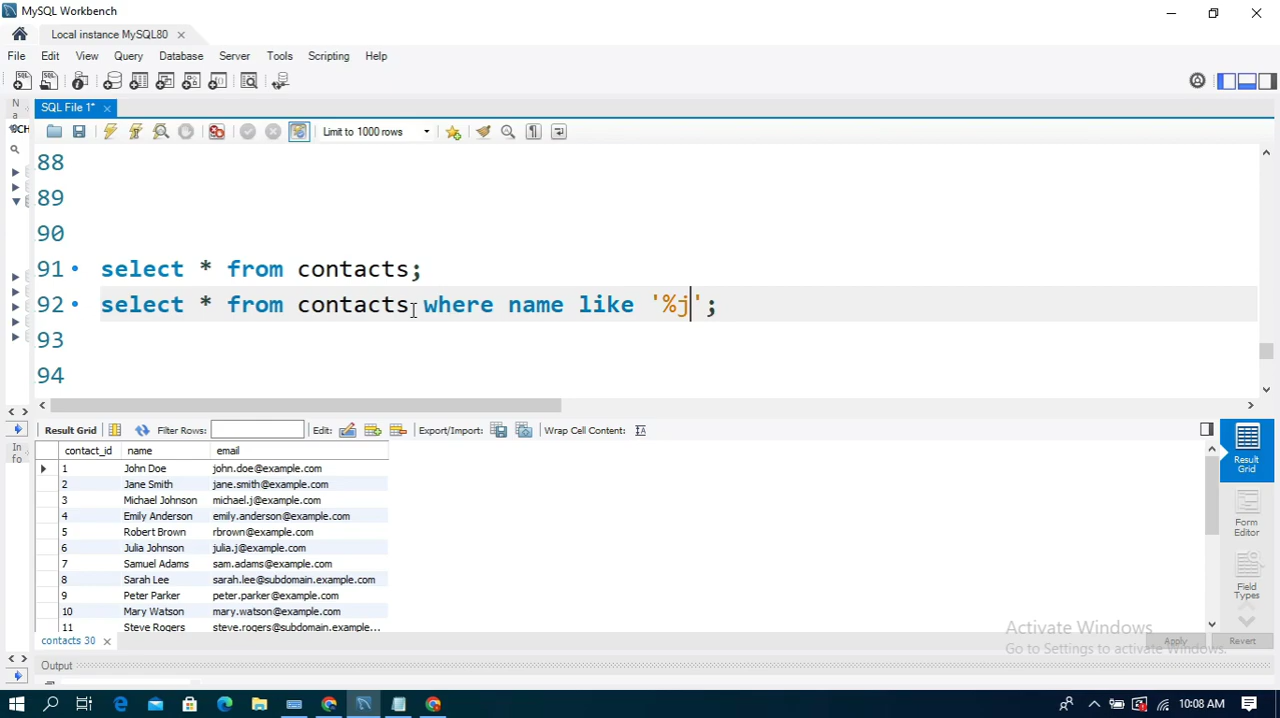 MySQL Workbench
Local instance MySQL80
File Edit View Query Database Server Tools Scripting Help
SQL File 1*
Limit to 1000 rows
88
89
90
91 select * from contacts;
92 select * from contacts where name like '%j';
93
94
Result Grid Filter Rows: Edit: Export/Import: Wrap Cell Content:
contact_id name email
1 John Doe john.doe@example.com
2 Jane Smith jane.smith@example.com
3 Michael Johnson michael.j@example.com
4 Emily Anderson emily.anderson@example.com
5 Robert Brown rbrown@example.com
6 Julia Johnson julia.j@example.com
7 Samuel Adams sam.adams@example.com
8 Sarah Lee sarah.lee@subdomain.example.com
9 Peter Parker peter.parker@example.com
10 Mary Watson mary.watson@example.com
11 Steve Rogers steve.rogers@subdomain.example...
Result Grid
Form Editor
Field Types
contacts 30
Apply Revert
Activate Windows
Go to Settings to activate Windows.
Output
10:08 AM